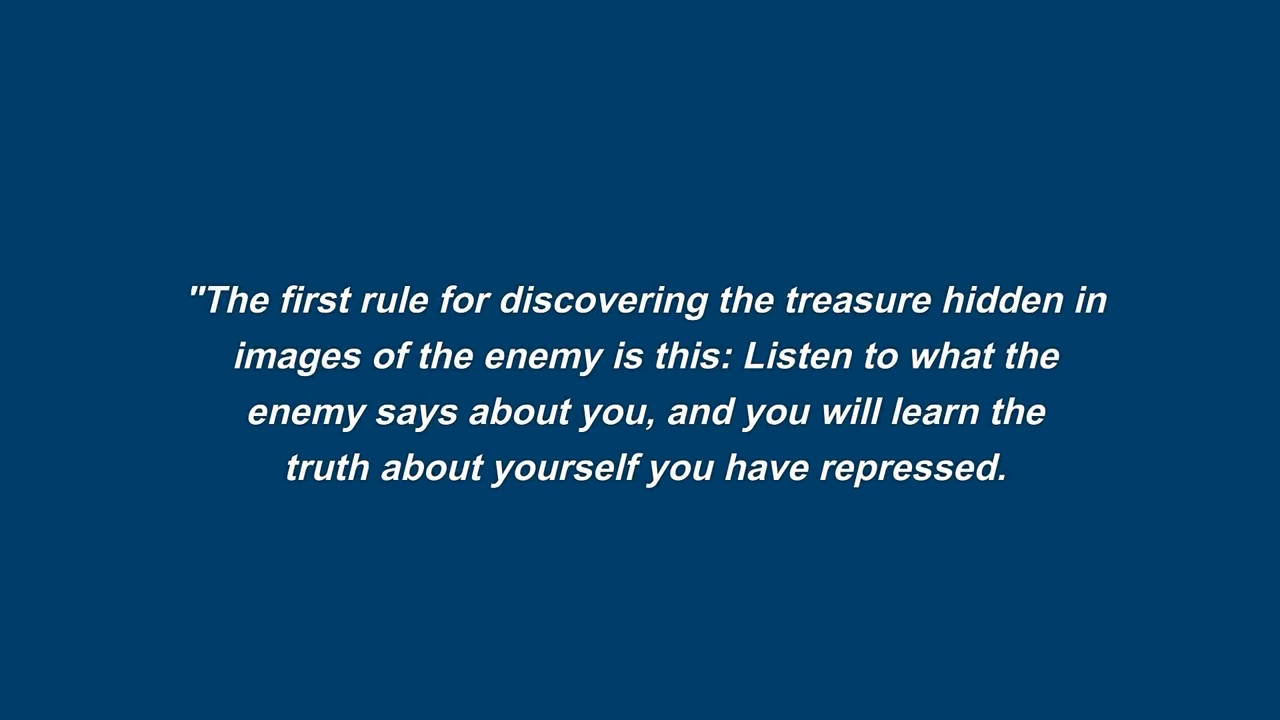 "The first rule for discovering the treasure hidden in
images of the enemy is this: Listen to what the
enemy says about you, and you will learn the
truth about yourself you have repressed.